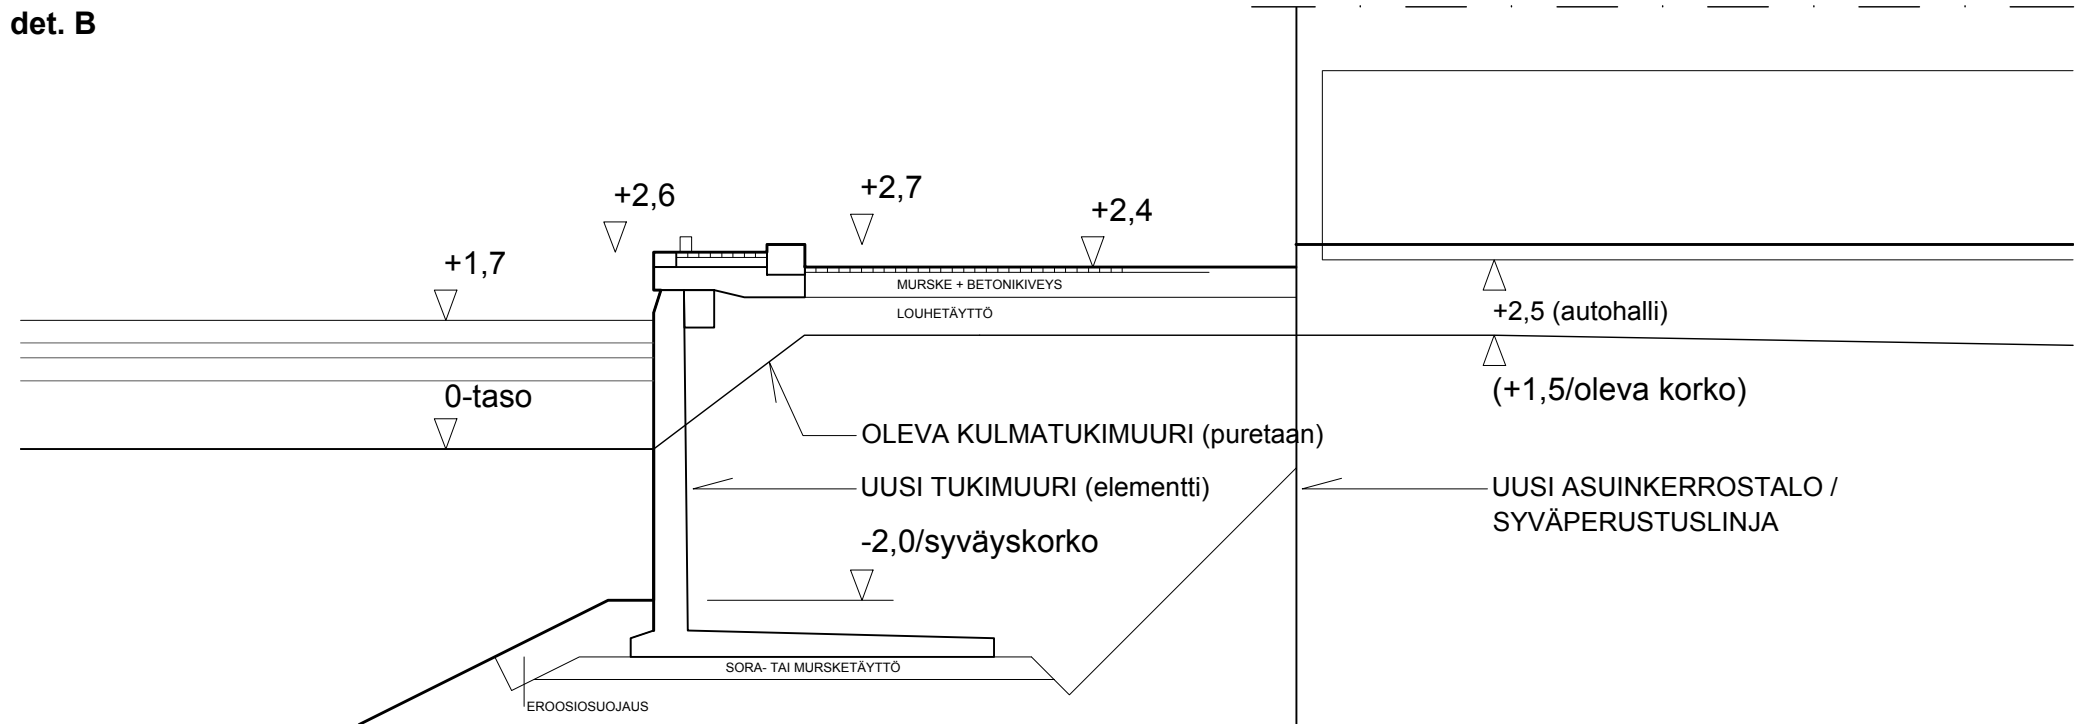 det. B
+2,6
+2,7
+2,4
+1,7
MURSKE + BETONIKIVEYS
LOUHETÄYTTÖ
+2,5 (autohalli)
0-taso
(+1,5/oleva korko)
OLEVA KULMATUKIMUURI (puretaan)
UUSI TUKIMUURI (elementti)
UUSI ASUINKERROSTALO /
SYVÄPERUSTUSLINJA
-2,0/syväyskorko
SORA- TAI MURSKETÄYTTÖ
EROOSIOSUOJAUS